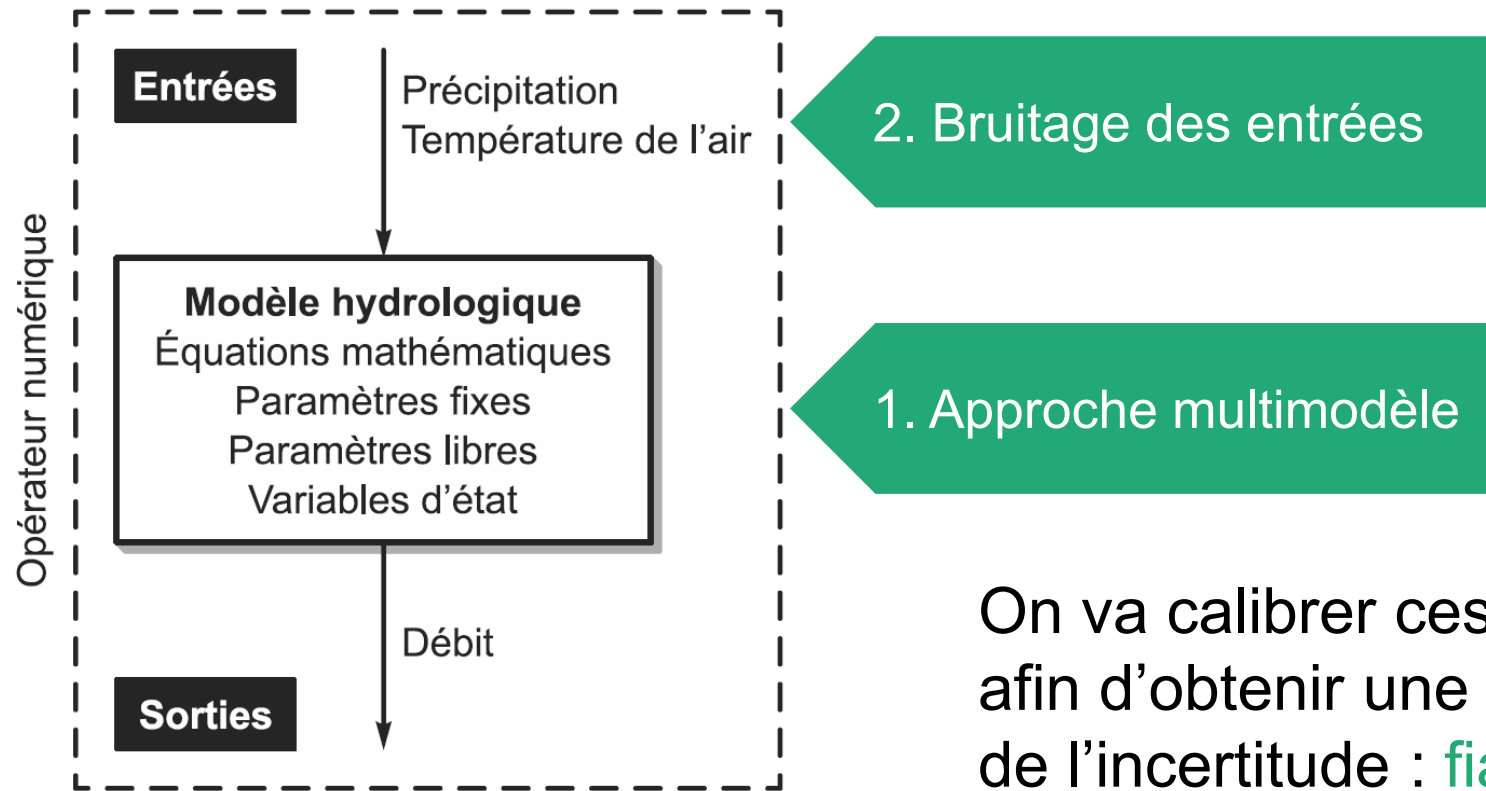 Opérateur numérique
Entrées
Précipitation
Température de l'air
Modèle hydrologique
Équations mathématiques
Paramètres fixes
Paramètres libres
Variables d'état
Débit
Sorties
2. Bruitage des entrées
1. Approche multimodèle
On va calibrer ces
afin d'obtenir une
de l'incertitude :